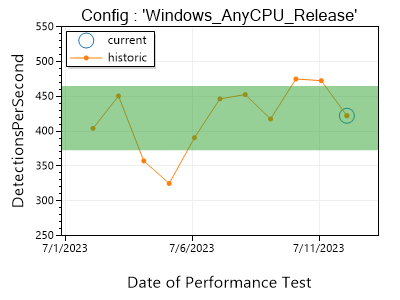 Config : 'Windows_AnyCPU_Release'
current
historic
DetectionsPerSecond
550
500
450
400
350
300
250
7/1/2023
7/6/2023
7/11/2023
Date of Performance Test